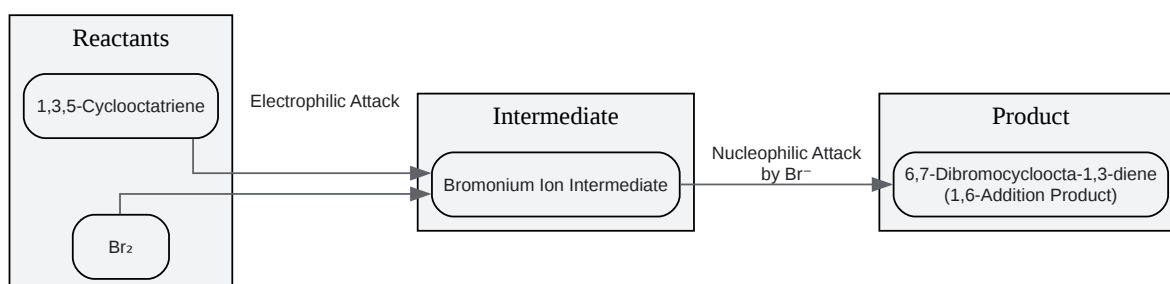 Reactants
1,3,5-Cyclooctatriene
Br₂
Electrophilic Attack
Intermediate
Bromonium Ion Intermediate
Nucleophilic Attack
by Br⁻
Product
6,7-Dibromocycloocta-1,3-diene
(1,6-Addition Product)